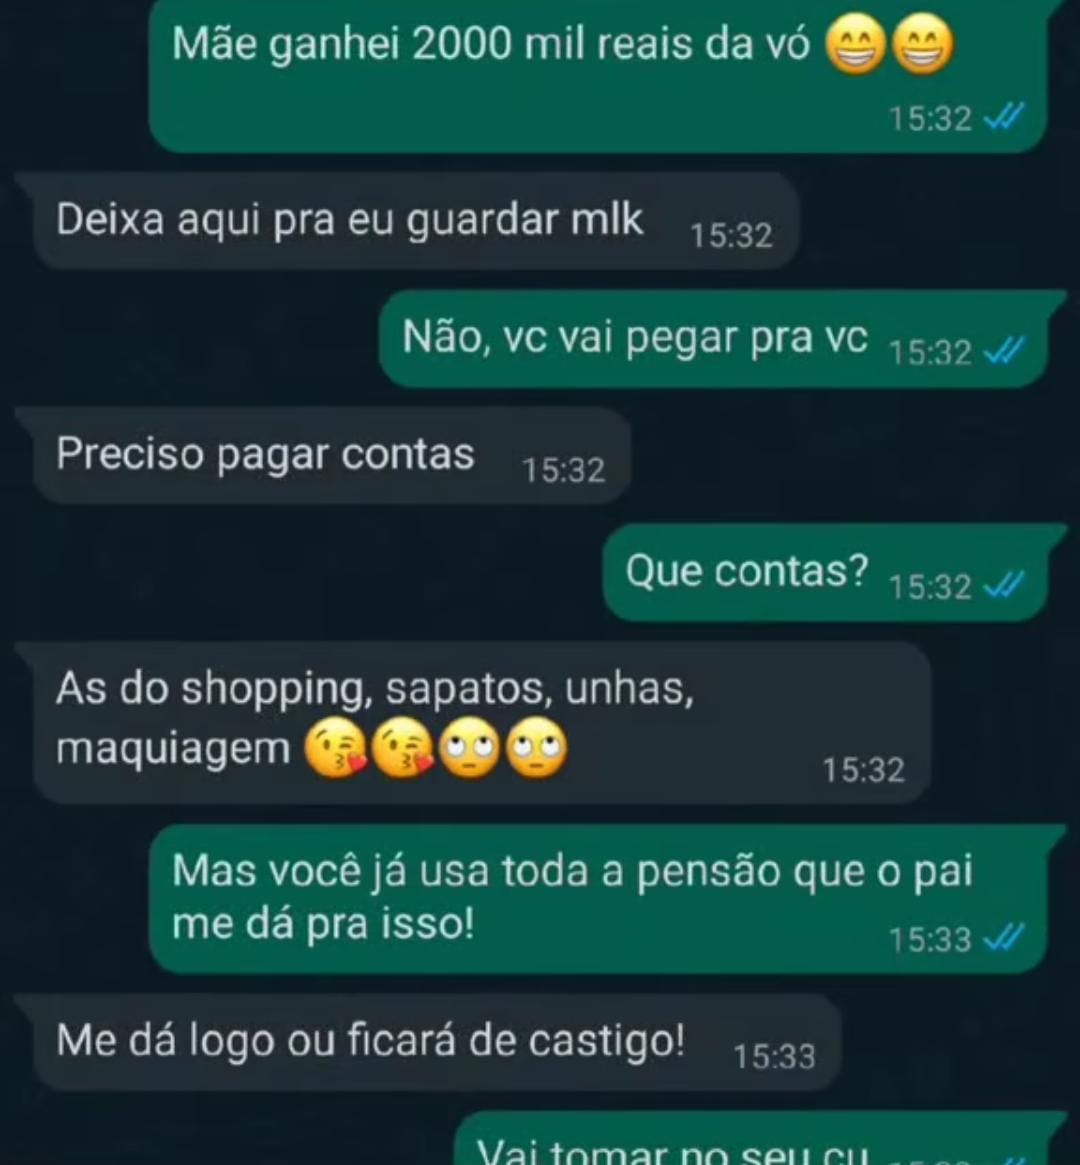 Mãe ganhei 2000 mil reais da vó 😁😁
15:32
Deixa aqui pra eu guardar mlk 15:32
Não, vc vai pegar pra vc 15:32
Preciso pagar contas 15:32
Que contas? 15:32
As do shopping, sapatos, unhas,
maquiagem 😘😘🙄🙄
15:32
Mas você já usa toda a pensão que o pai
me dá pra isso!
15:33
Me dá logo ou ficará de castigo! 15:33
Vai tomar no seu cu